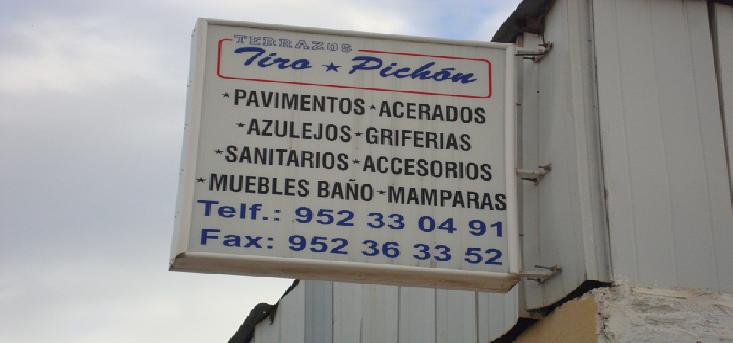 TERRAZOS
Tiro ★ Pichón
★PAVIMENTOS★ACERADOS
★AZULEJOS★GRIFERIAS
★SANITARIOS★ACCESORIOS
★MUEBLES BAÑO★MAMPARAS
Telf.: 952 33 04 91
Fax: 952 36 33 52